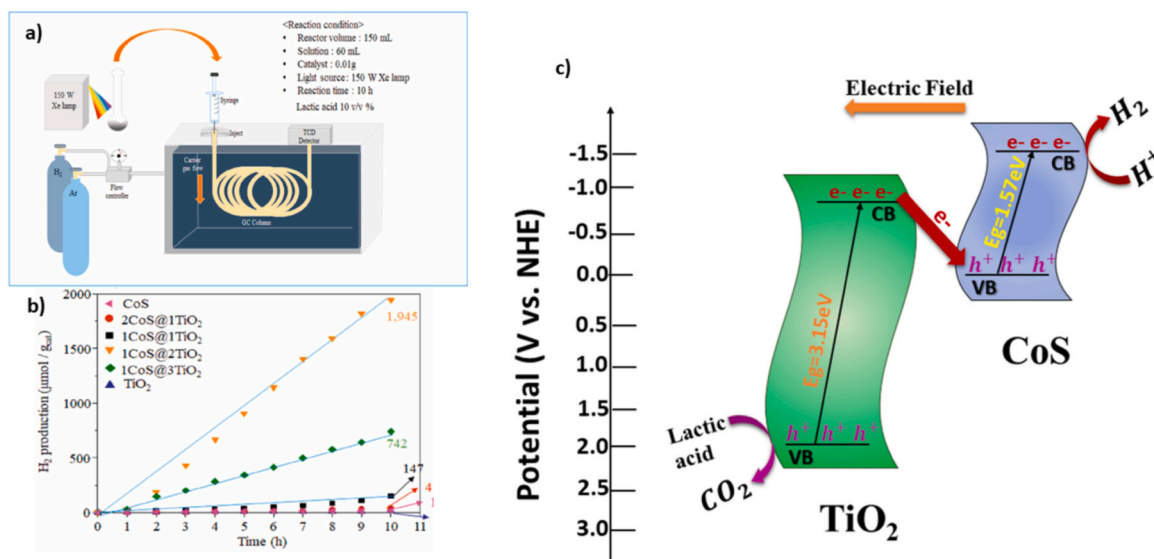 a)
<Reaction condition>
• Reactor volume : 150 mL
• Solution : 60 mL
• Catalyst : 0.01g
• Light source : 150 W Xe lamp
• Reaction time : 10 h
Lactic acid 10 v/v %
150 W
Xe lamp
Syringe
Inject
TCD
Detector
Carrier
gas flow
H₂
Ar
Flow
controller
GC Column
b)
H₂ production (μmol / gcat)
2000
1750
1250
500
250
0
CoS
2CoS@1TiO₂
1CoS@1TiO₂
1CoS@2TiO₂
1CoS@3TiO₂
TiO₂
1,945
742
147
4
1
0 1 2 3 4 5 6 7 8 9 10 11
Time (h)
c)
Electric Field
Potential (V vs. NHE)
-1.5
-1.0
-0.5
0.0
0.5
1.0
1.5
2.0
2.5
3.0
e- e- e-
CB
Eg=3.15eV
h⁺ h⁺ h⁺
VB
TiO₂
Lactic
acid
CO₂
e-
e- e- e-
CB
Eg=1.57eV
h⁺ h⁺ h⁺
VB
CoS
H₂
H⁺